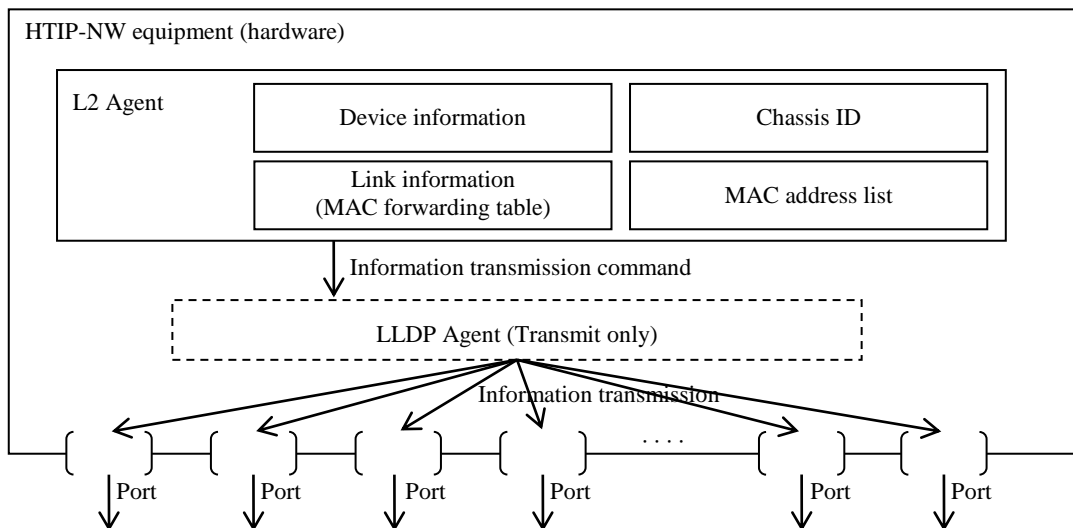 HTIP-NW equipment (hardware)
L2 Agent
Device information
Chassis ID
Link information
(MAC forwarding table)
MAC address list
Information transmission command
LLDP Agent (Transmit only)
Information transmission
. . . .
Port Port Port Port Port Port